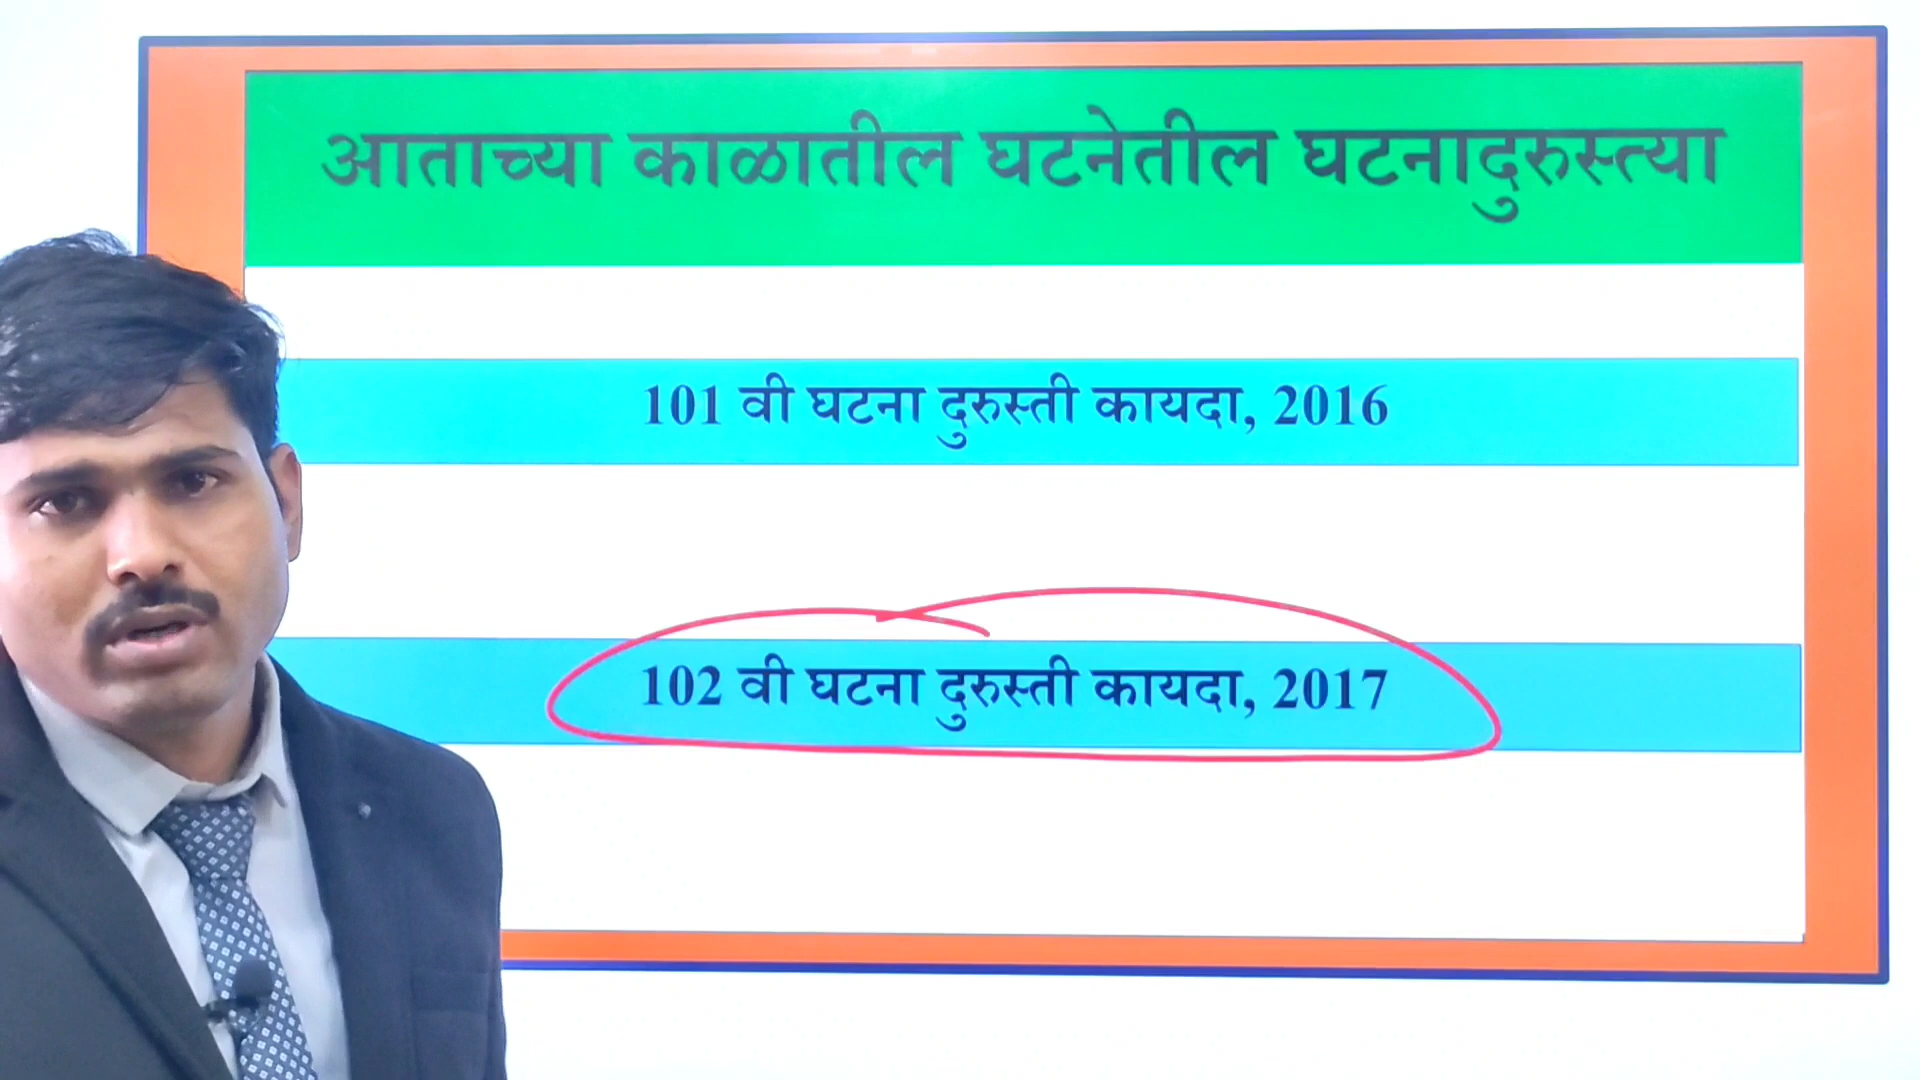 आताच्या काळातील घटनेतील घटनादुरुस्त्या
101 वी घटना दुरुस्ती कायदा, 2016
102 वी घटना दुरुस्ती कायदा, 2017